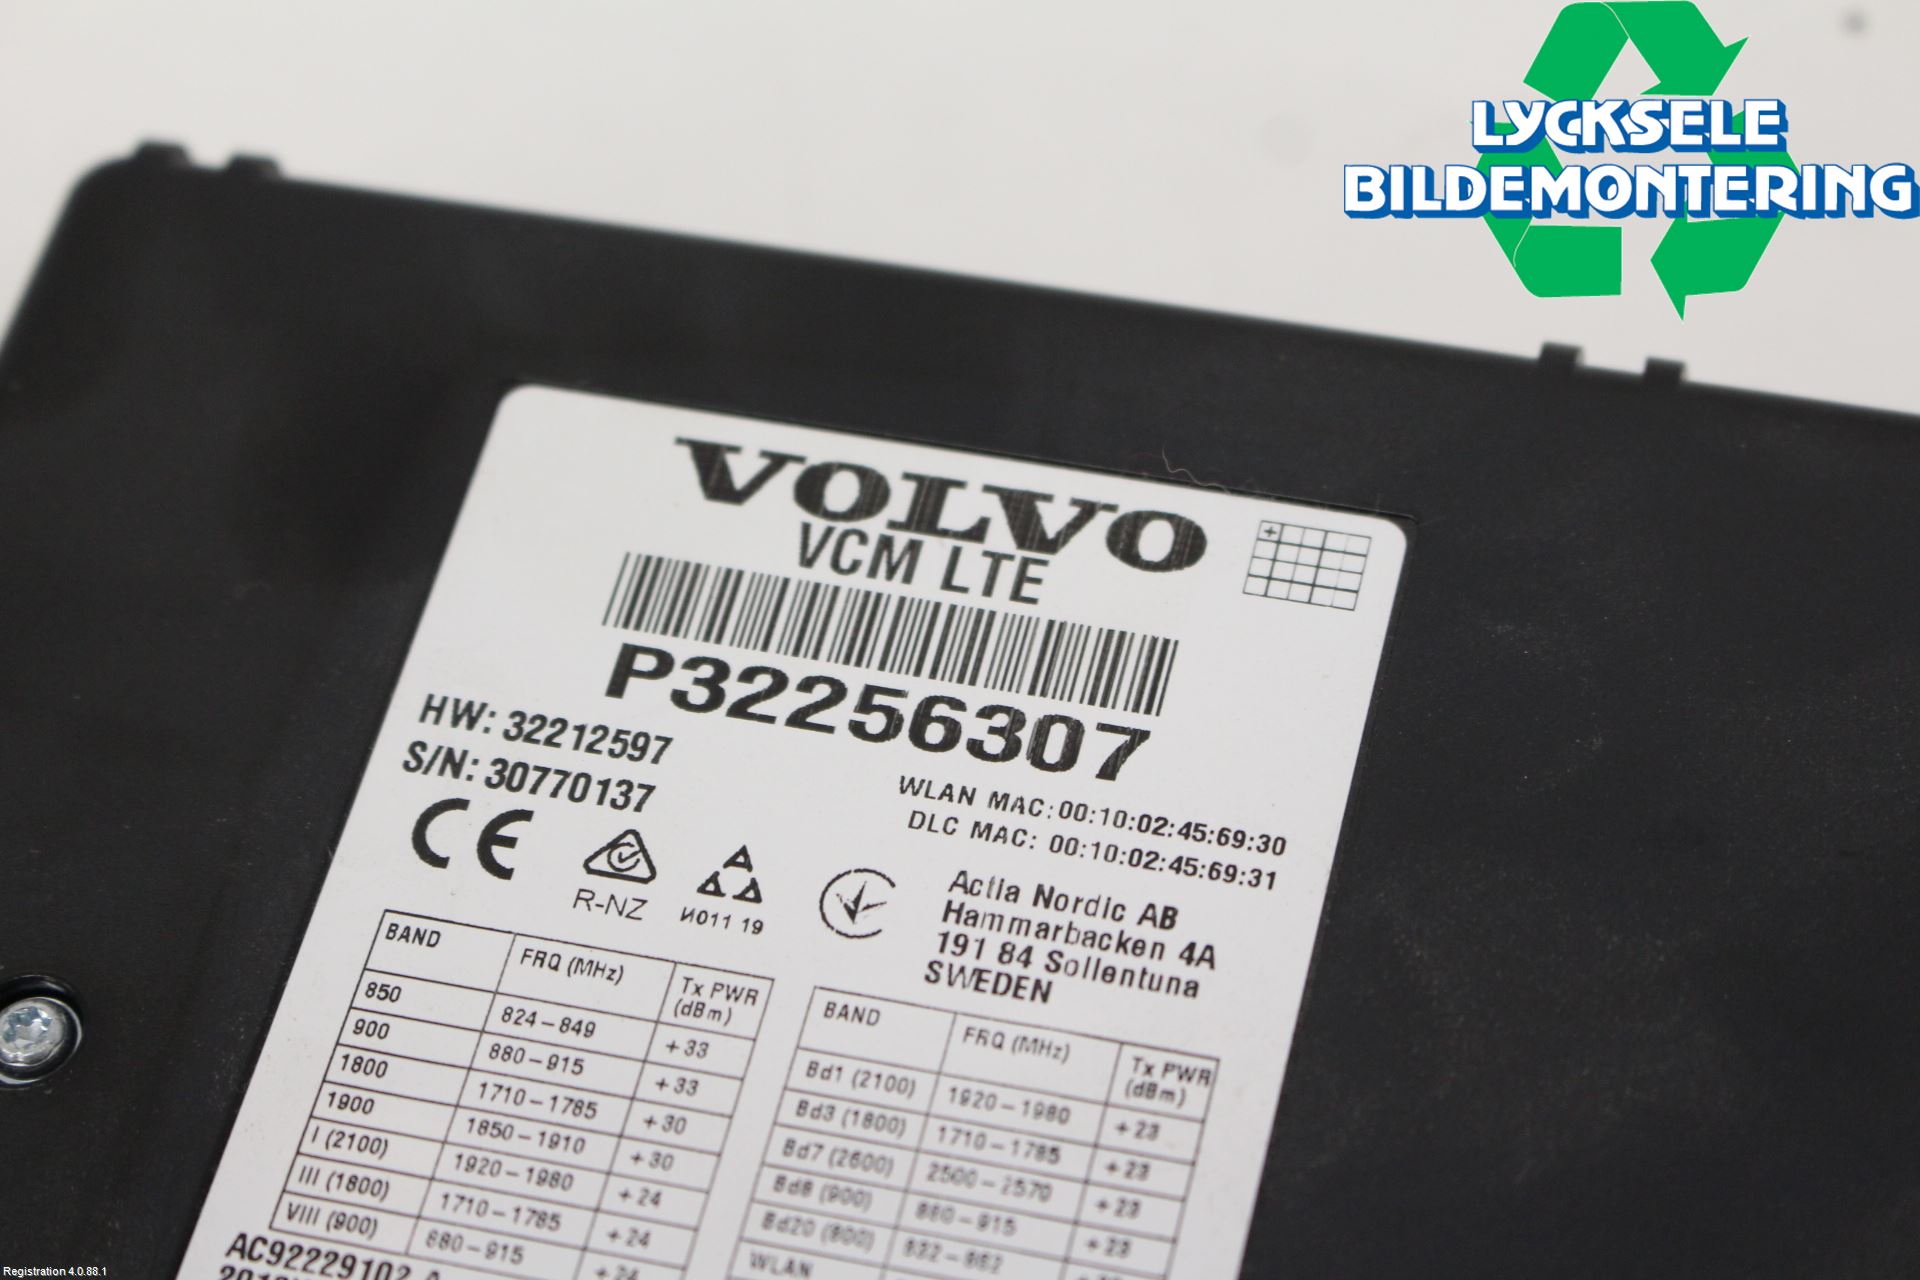 LYCKSELE
BILDEMONTERING
VOLVO
VCM LTE
P32256307
HW: 32212597
S/N: 30770137
WLAN MAC:00:10:02:45:69:30
DLC MAC: 00:10:02:45:69:31
CE
R-NZ
И011 19
Actia Nordic AB
Hammarbacken 4A
191 84 Sollentuna
SWEDEN
BAND FRQ (MHz) Tx PWR (dBm)
850 824-849 +33
900 880-915 +33
1800 1710-1785 +30
1900 1850-1910 +30
I (2100) 1920-1980 +24
III (1800) 1710-1785 +24
VIII (900) 880-915 +24
BAND FRQ (MHz) Tx PWR (dBm)
Bd1 (2100) 1920-1980 +23
Bd3 (1800) 1710-1785 +23
Bd7 (2600) 2500-2570 +23
Bd8 (900) 880-915 +23
Bd20 (800) 832-862
WLAN
AC92229102
Registration 4.0.88.1